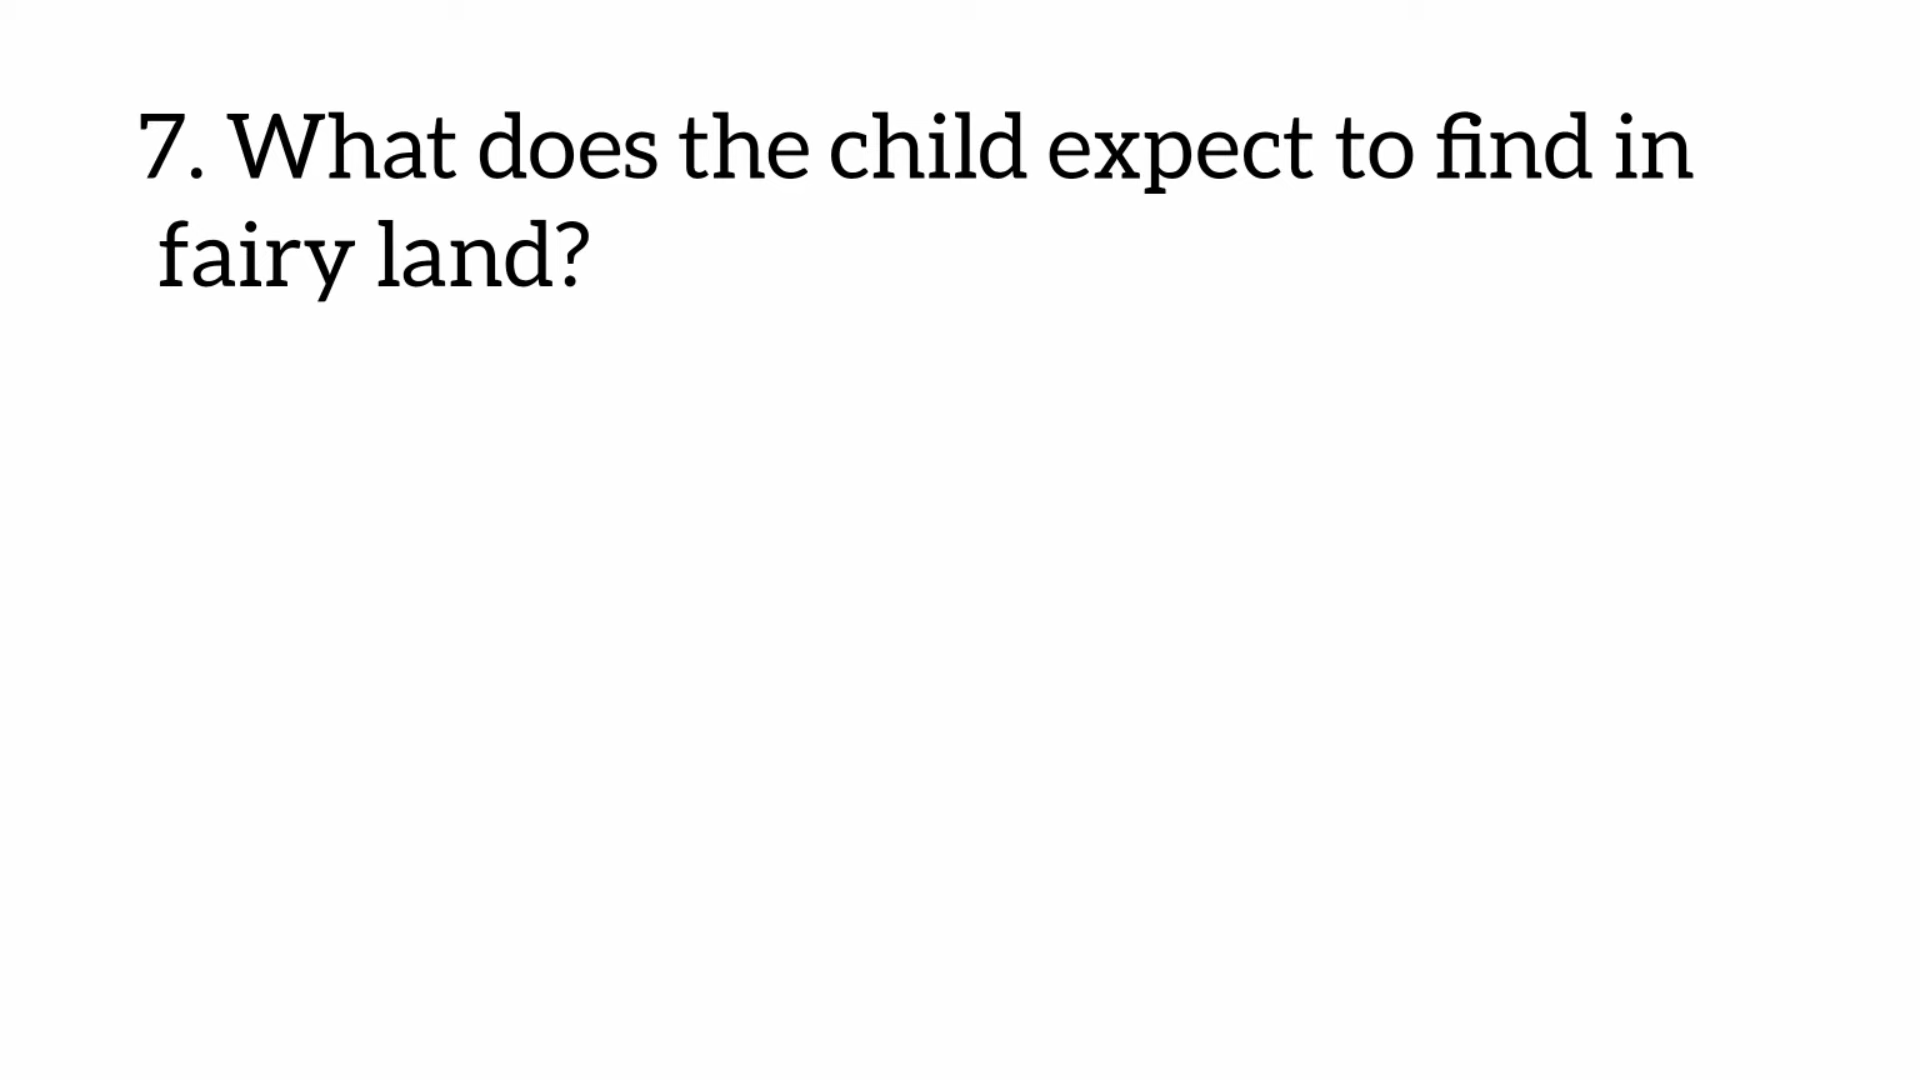 7. What does the child expect to find in
fairy land?